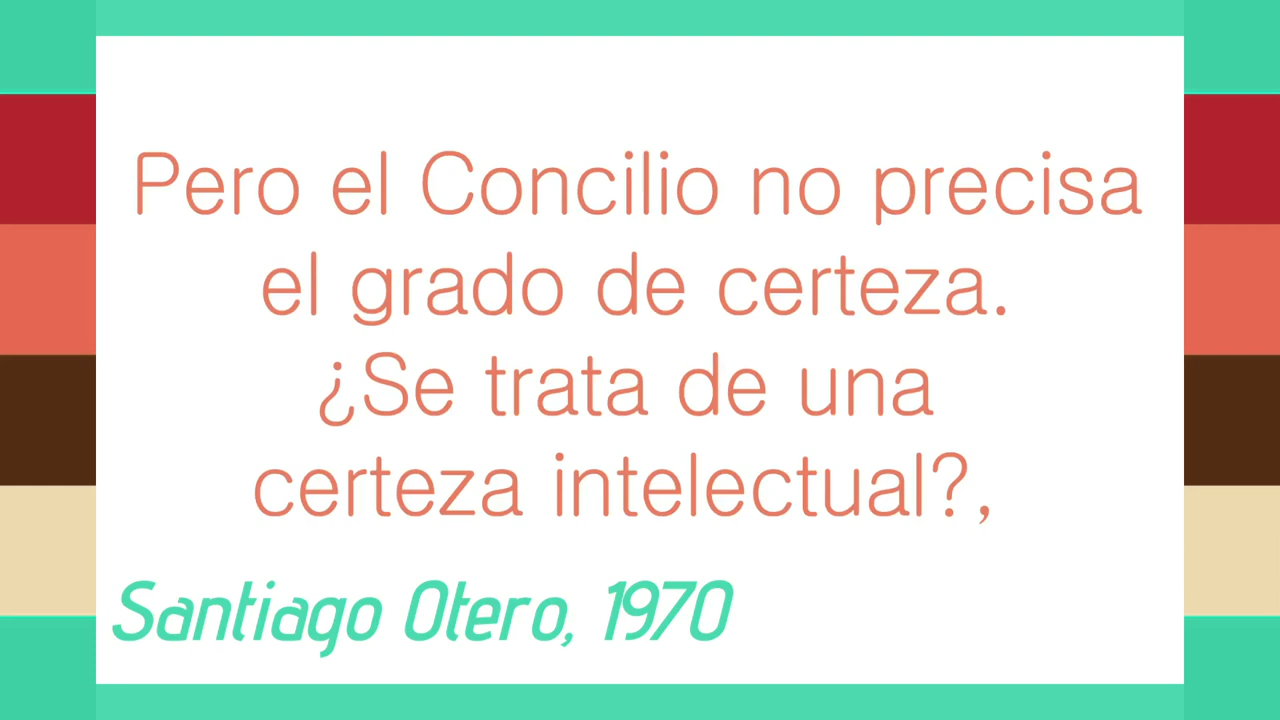 Pero el Concilio no precisa
el grado de certeza.
¿Se trata de una
certeza intelectual?,
Santiago Otero, 1970